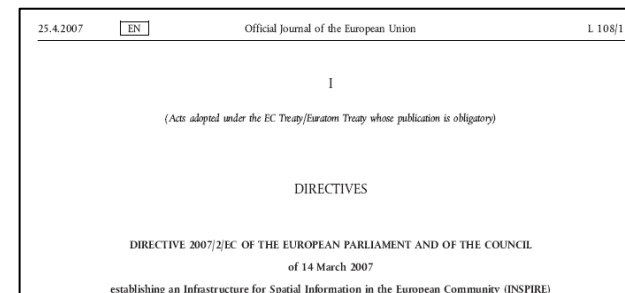 25.4.2007 EN Official Journal of the European Union L 108/1
I
(Acts adopted under the EC Treaty/Euratom Treaty whose publication is obligatory)
DIRECTIVES
DIRECTIVE 2007/2/EC OF THE EUROPEAN PARLIAMENT AND OF THE COUNCIL
of 14 March 2007
establishing an Infrastructure for Spatial Information in the European Community (INSPIRE)